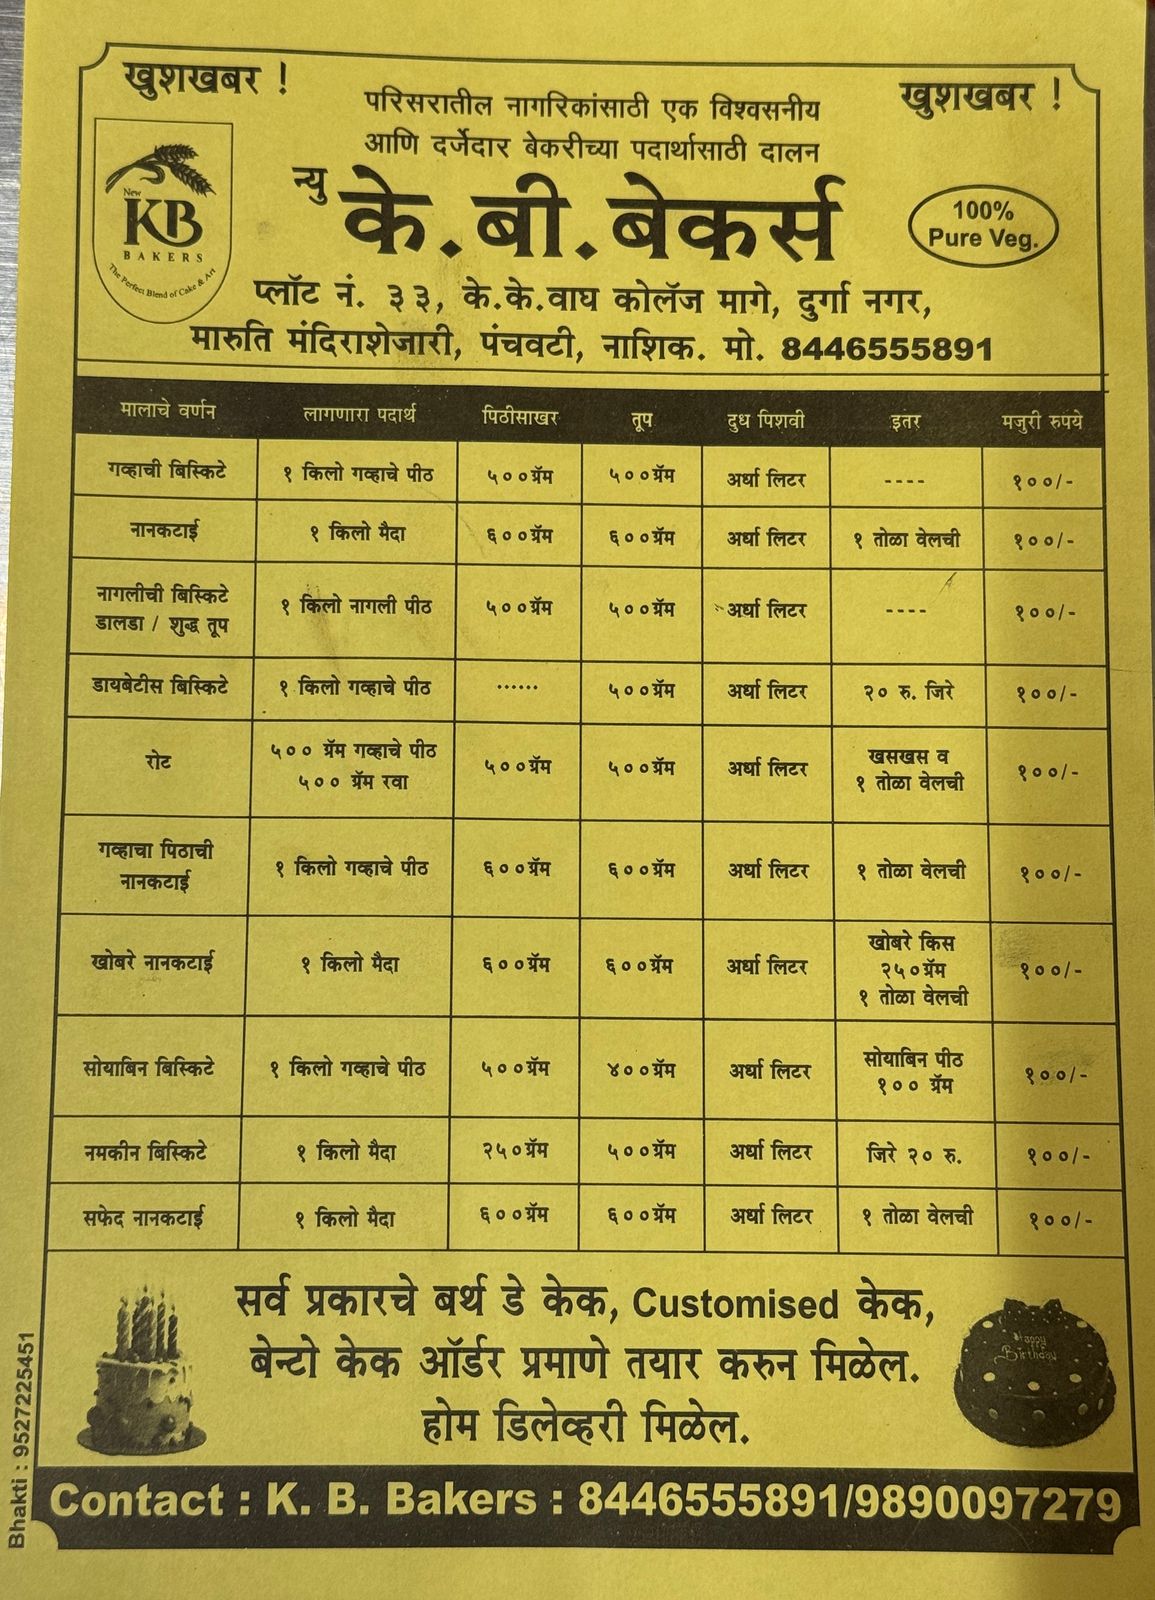 खुशखबर !
खुशखबर !
परिसरातील नागरिकांसाठी एक विश्वसनीय
आणि दर्जेदार बेकरीच्या पदार्थासाठी दालन
New
KB
BAKERS
The Perfect Blend of Cake & Art
न्यु के.बी.बेकर्स
100%
Pure Veg.
प्लॉट नं. ३३, के.के.वाघ कोलॅज मागे, दुर्गा नगर,
मारुति मंदिराशेजारी, पंचवटी, नाशिक. मो. 8446555891
मालाचे वर्णन लागणारा पदार्थ पिठीसाखर तूप दुध पिशवी इतर मजुरी रुपये
गव्हाची बिस्किटे १ किलो गव्हाचे पीठ ५००ग्रॅम ५००ग्रॅम अर्धा लिटर ---- १००/-
नानकटाई १ किलो मैदा ६००ग्रॅम ६००ग्रॅम अर्धा लिटर १ तोळा वेलची १००/-
नागलीची बिस्किटे
डालडा / शुद्ध तूप १ किलो नागली पीठ ५००ग्रॅम ५००ग्रॅम अर्धा लिटर ---- १००/-
डायबेटीस बिस्किटे १ किलो गव्हाचे पीठ ...... ५००ग्रॅम अर्धा लिटर २० रु. जिरे १००/-
रोट ५०० ग्रॅम गव्हाचे पीठ ५००ग्रॅम ५००ग्रॅम अर्धा लिटर खसखस व १००/-
५०० ग्रॅम रवा १ तोळा वेलची
गव्हाचा पिठाची
नानकटाई १ किलो गव्हाचे पीठ ६००ग्रॅम ६००ग्रॅम अर्धा लिटर १ तोळा वेलची १००/-
खोबरे नानकटाई १ किलो मैदा ६००ग्रॅम ६००ग्रॅम अर्धा लिटर खोबरे किस १००/-
२५०ग्रॅम
१ तोळा वेलची
सोयाबिन बिस्किटे १ किलो गव्हाचे पीठ ५००ग्रॅम ४००ग्रॅम अर्धा लिटर सोयाबिन पीठ १००/-
१०० ग्रॅम
नमकीन बिस्किटे १ किलो मैदा २५०ग्रॅम ५००ग्रॅम अर्धा लिटर जिरे २० रु. १००/-
सफेद नानकटाई १ किलो मैदा ६००ग्रॅम ६००ग्रॅम अर्धा लिटर १ तोळा वेलची १००/-
सर्व प्रकारचे बर्थ डे केक, Customised केक,
बेन्टो केक ऑर्डर प्रमाणे तयार करुन मिळेल.
होम डिलेव्हरी मिळेल.
Happy
Birthday
Contact : K. B. Bakers : 8446555891/9890097279
Bhakti : 9527225451